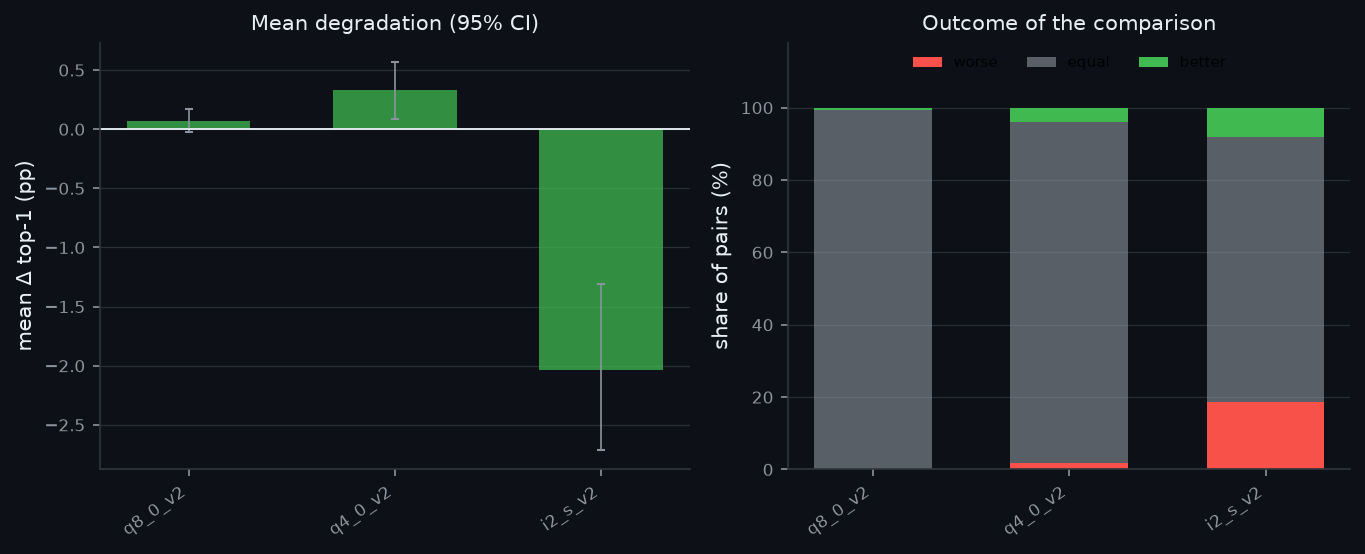 Mean degradation (95% CI)
mean Δ top-1 (pp)
0.5
0.0
−0.5
−1.0
−1.5
−2.0
−2.5
q8_0_v2
q4_0_v2
i2_s_v2
Outcome of the comparison
worse equal better
share of pairs (%)
100
80
60
40
20
0
q8_0_v2
q4_0_v2
i2_s_v2